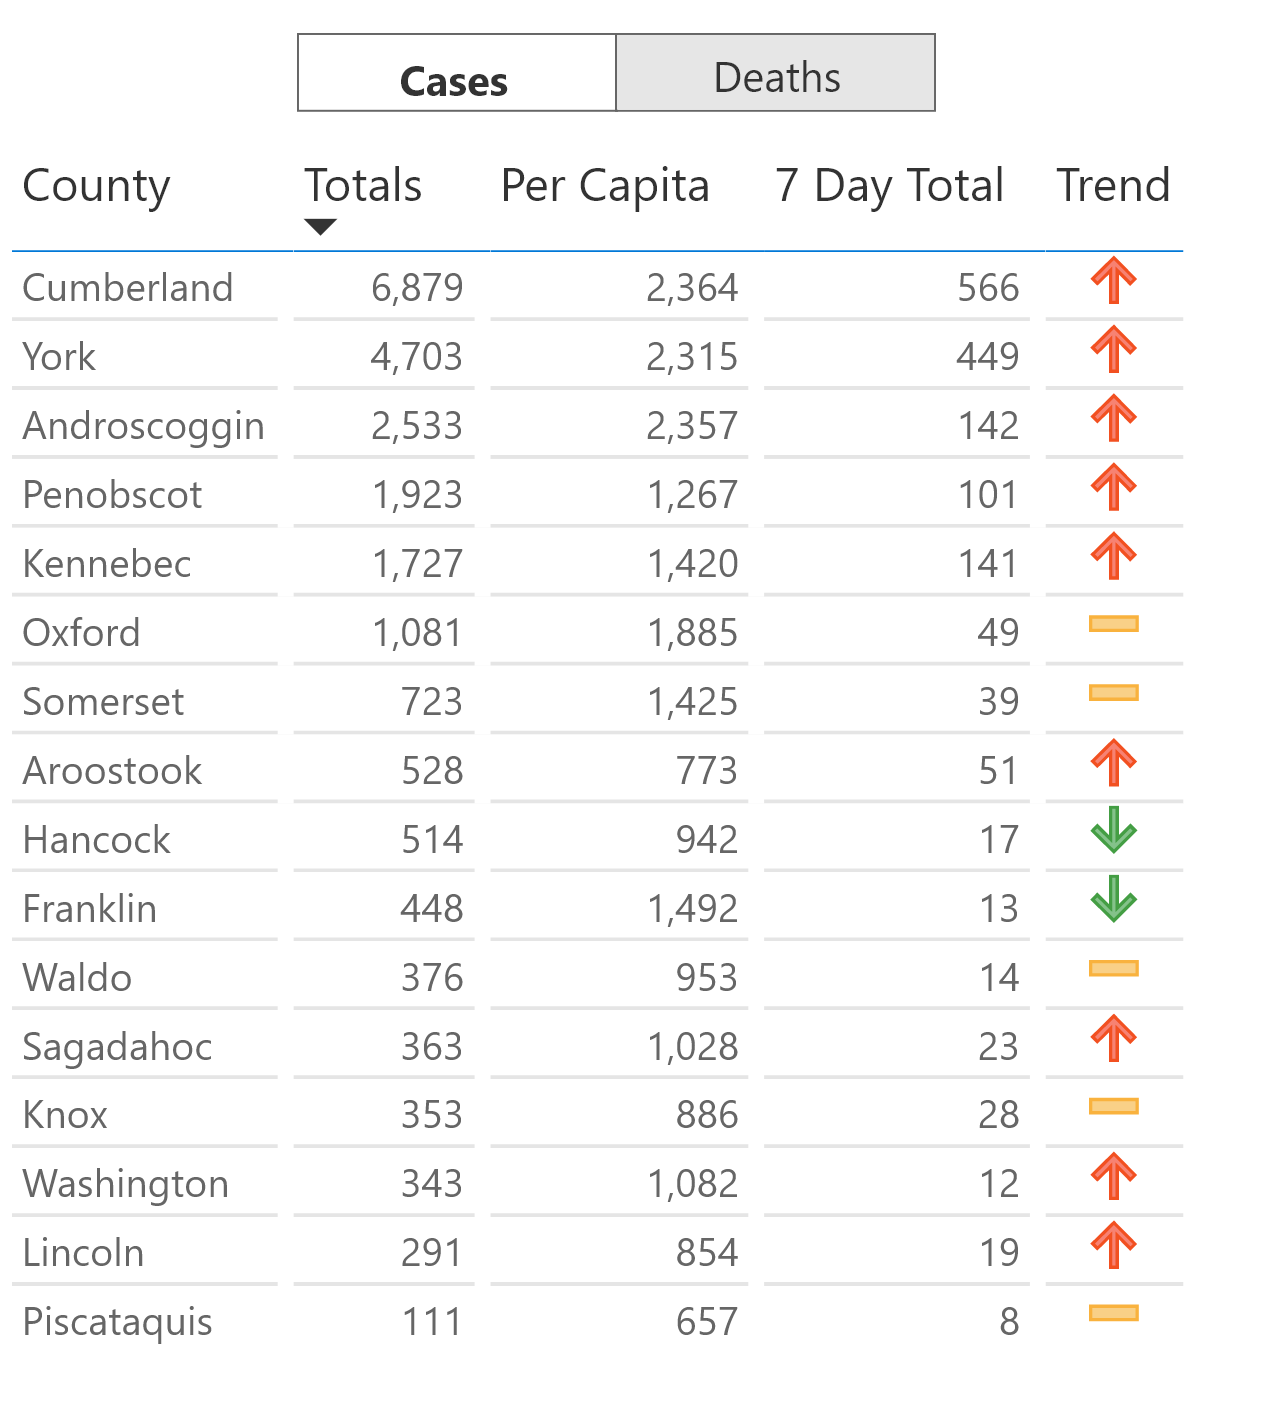 Cases Deaths
County Totals Per Capita 7 Day Total Trend
Cumberland 6,879 2,364 566
York 4,703 2,315 449
Androscoggin 2,533 2,357 142
Penobscot 1,923 1,267 101
Kennebec 1,727 1,420 141
Oxford 1,081 1,885 49
Somerset 723 1,425 39
Aroostook 528 773 51
Hancock 514 942 17
Franklin 448 1,492 13
Waldo 376 953 14
Sagadahoc 363 1,028 23
Knox 353 886 28
Washington 343 1,082 12
Lincoln 291 854 19
Piscataquis 111 657 8